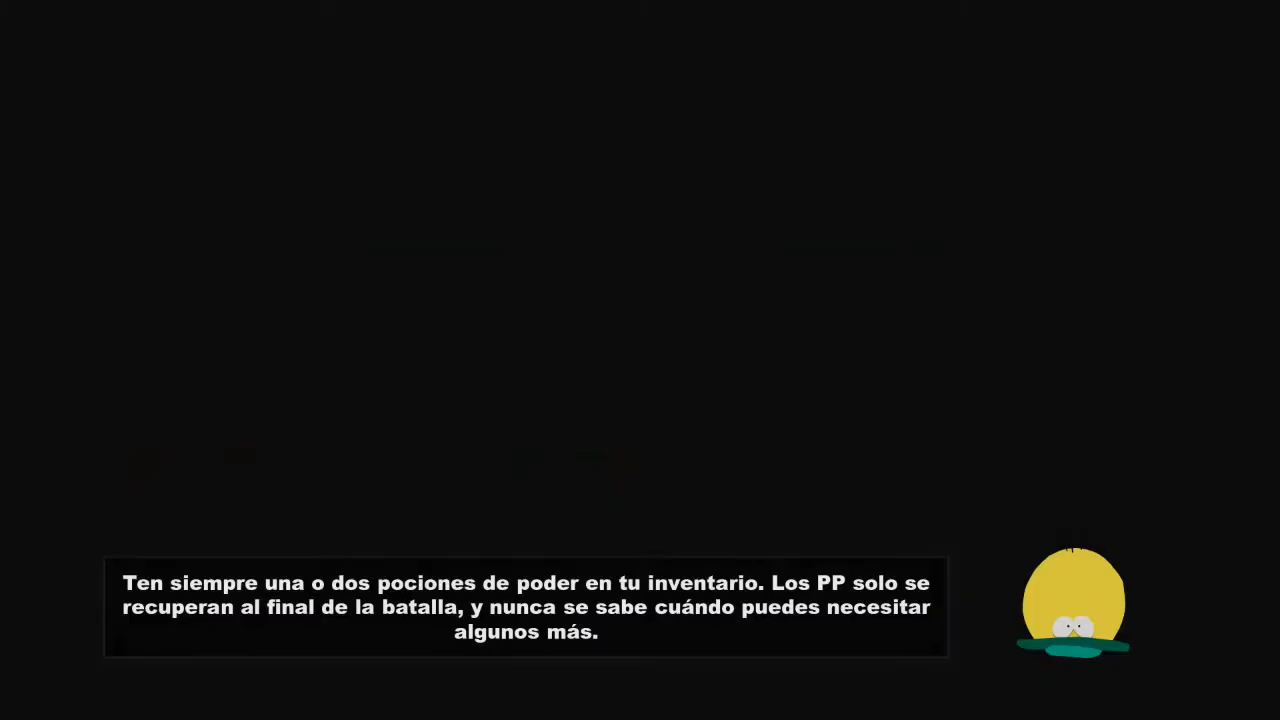 Ten siempre una o dos pociones de poder en tu inventario. Los PP solo se
recuperan al final de la batalla, y nunca se sabe cuándo puedes necesitar
algunos más.